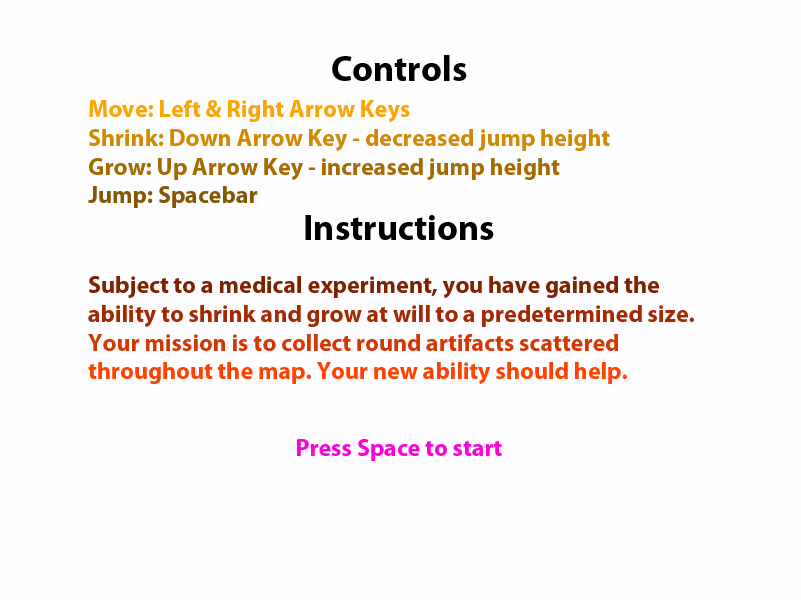 Controls
Move: Left & Right Arrow Keys
Shrink: Down Arrow Key - decreased jump height
Grow: Up Arrow Key - increased jump height
Jump: Spacebar
Instructions
Subject to a medical experiment, you have gained the
ability to shrink and grow at will to a predetermined size.
Your mission is to collect round artifacts scattered
throughout the map. Your new ability should help.
Press Space to start